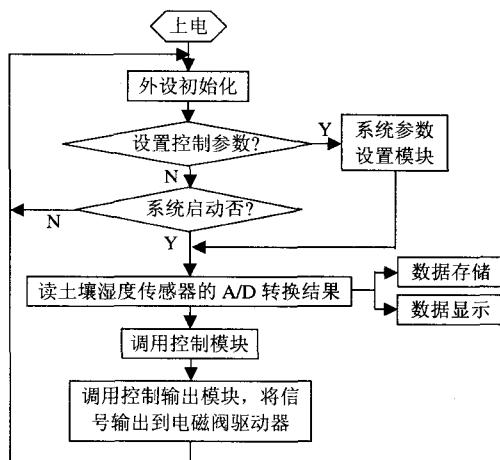 上电
外设初始化
设置控制参数?
Y
系统参数
设置模块
N
系统启动否?
N
Y
读土壤湿度传感器的 A/D 转换结果
数据存储
数据显示
调用控制模块
调用控制输出模块，将信
号输出到电磁阀驱动器